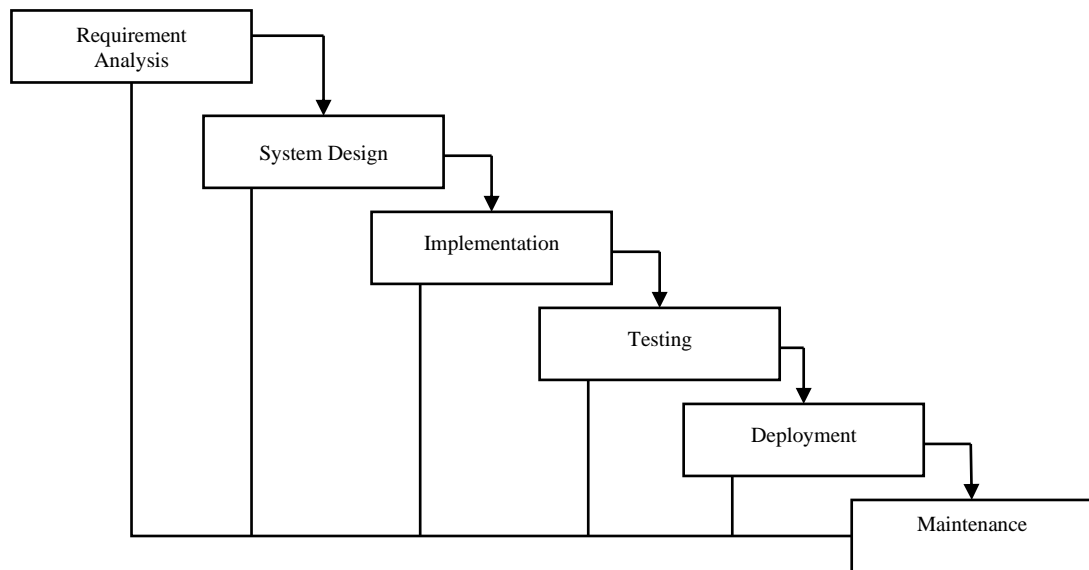 Requirement
Analysis
System Design
Implementation
Testing
Deployment
Maintenance